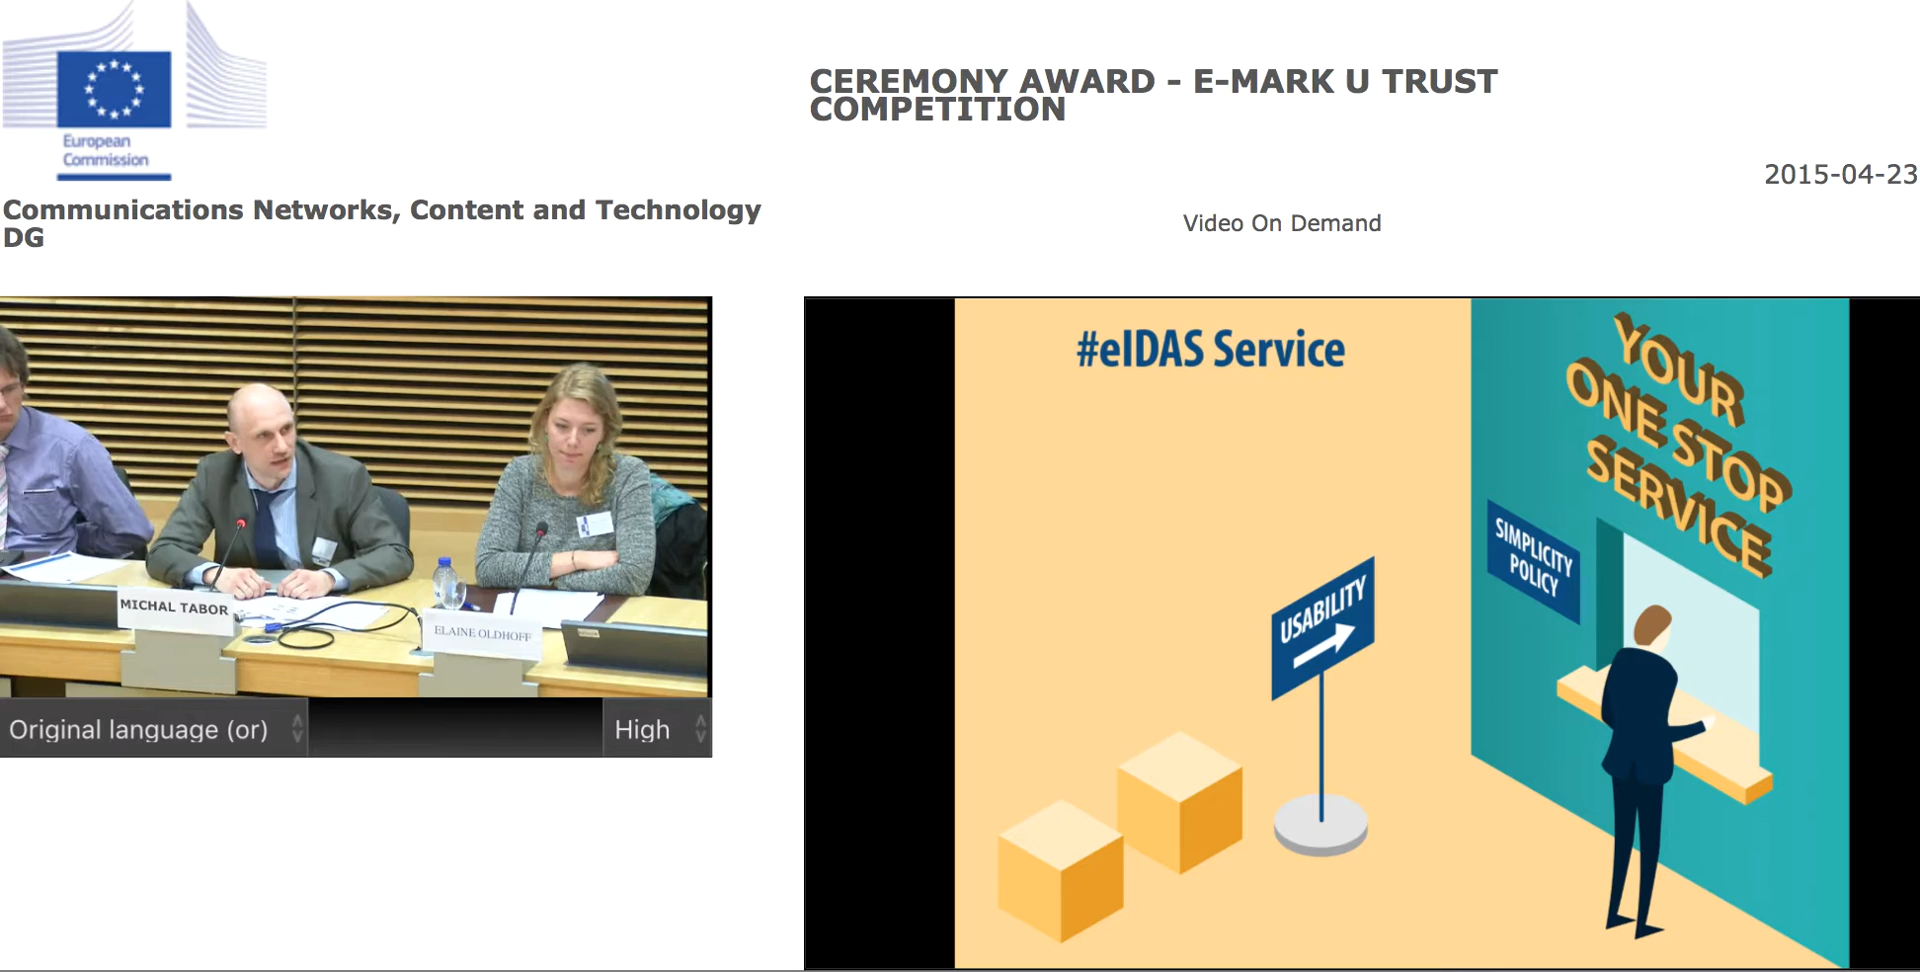 European
Commission
CEREMONY AWARD - E-MARK U TRUST
COMPETITION
2015-04-23
Communications Networks, Content and Technology
DG
Video On Demand
MICHAL TABOR
ELAINE OLDHOFF
Original language (or)
High
#eIDAS Service
YOUR
ONE STOP
SERVICE
SIMPLICITY
POLICY
USABILITY